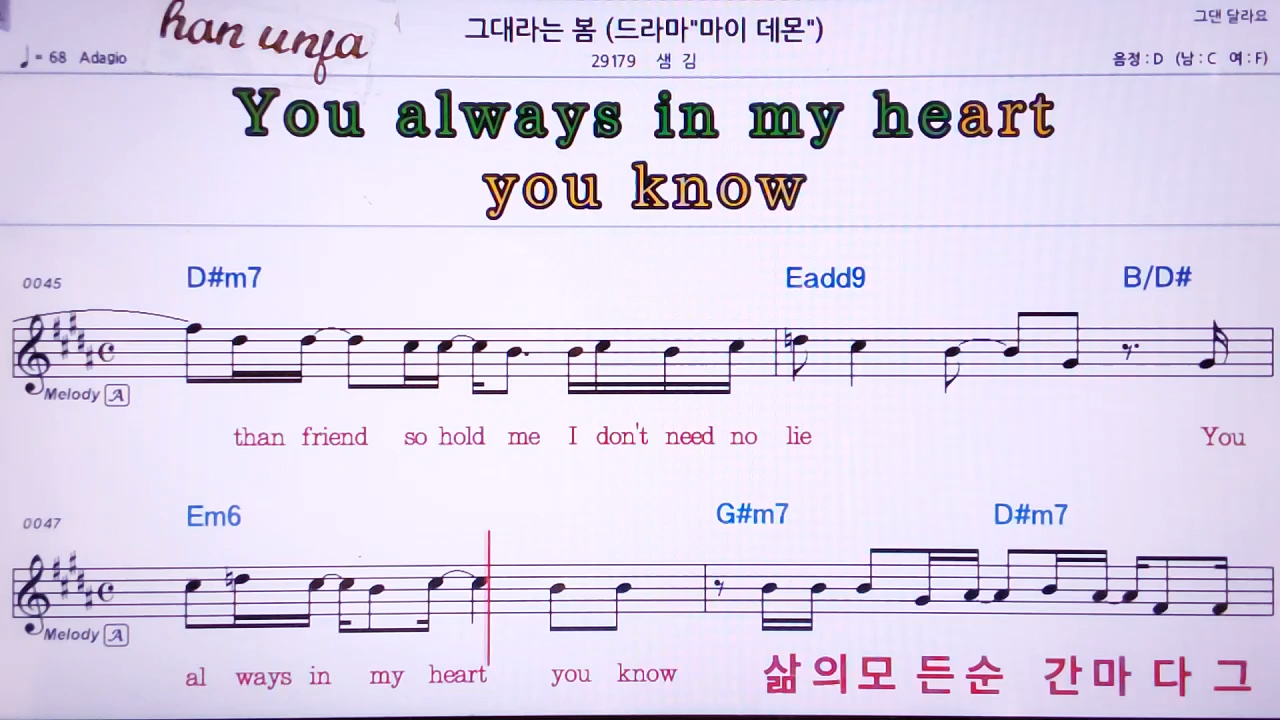 han unja
그대라는 봄 (드라마"마이 데몬")
그댄 달라요
♩= 68 Adagio
29179 샘 김
음정 : D (남 : C 여 : F)
You always in my heart
you know
0045 D#m7 Eadd9 B/D#
Melody A
than friend so hold me I don't need no lie You
0047 Em6 G#m7 D#m7
Melody A
al ways in my heart you know 삶 의 모 든 순 간 마 다 그